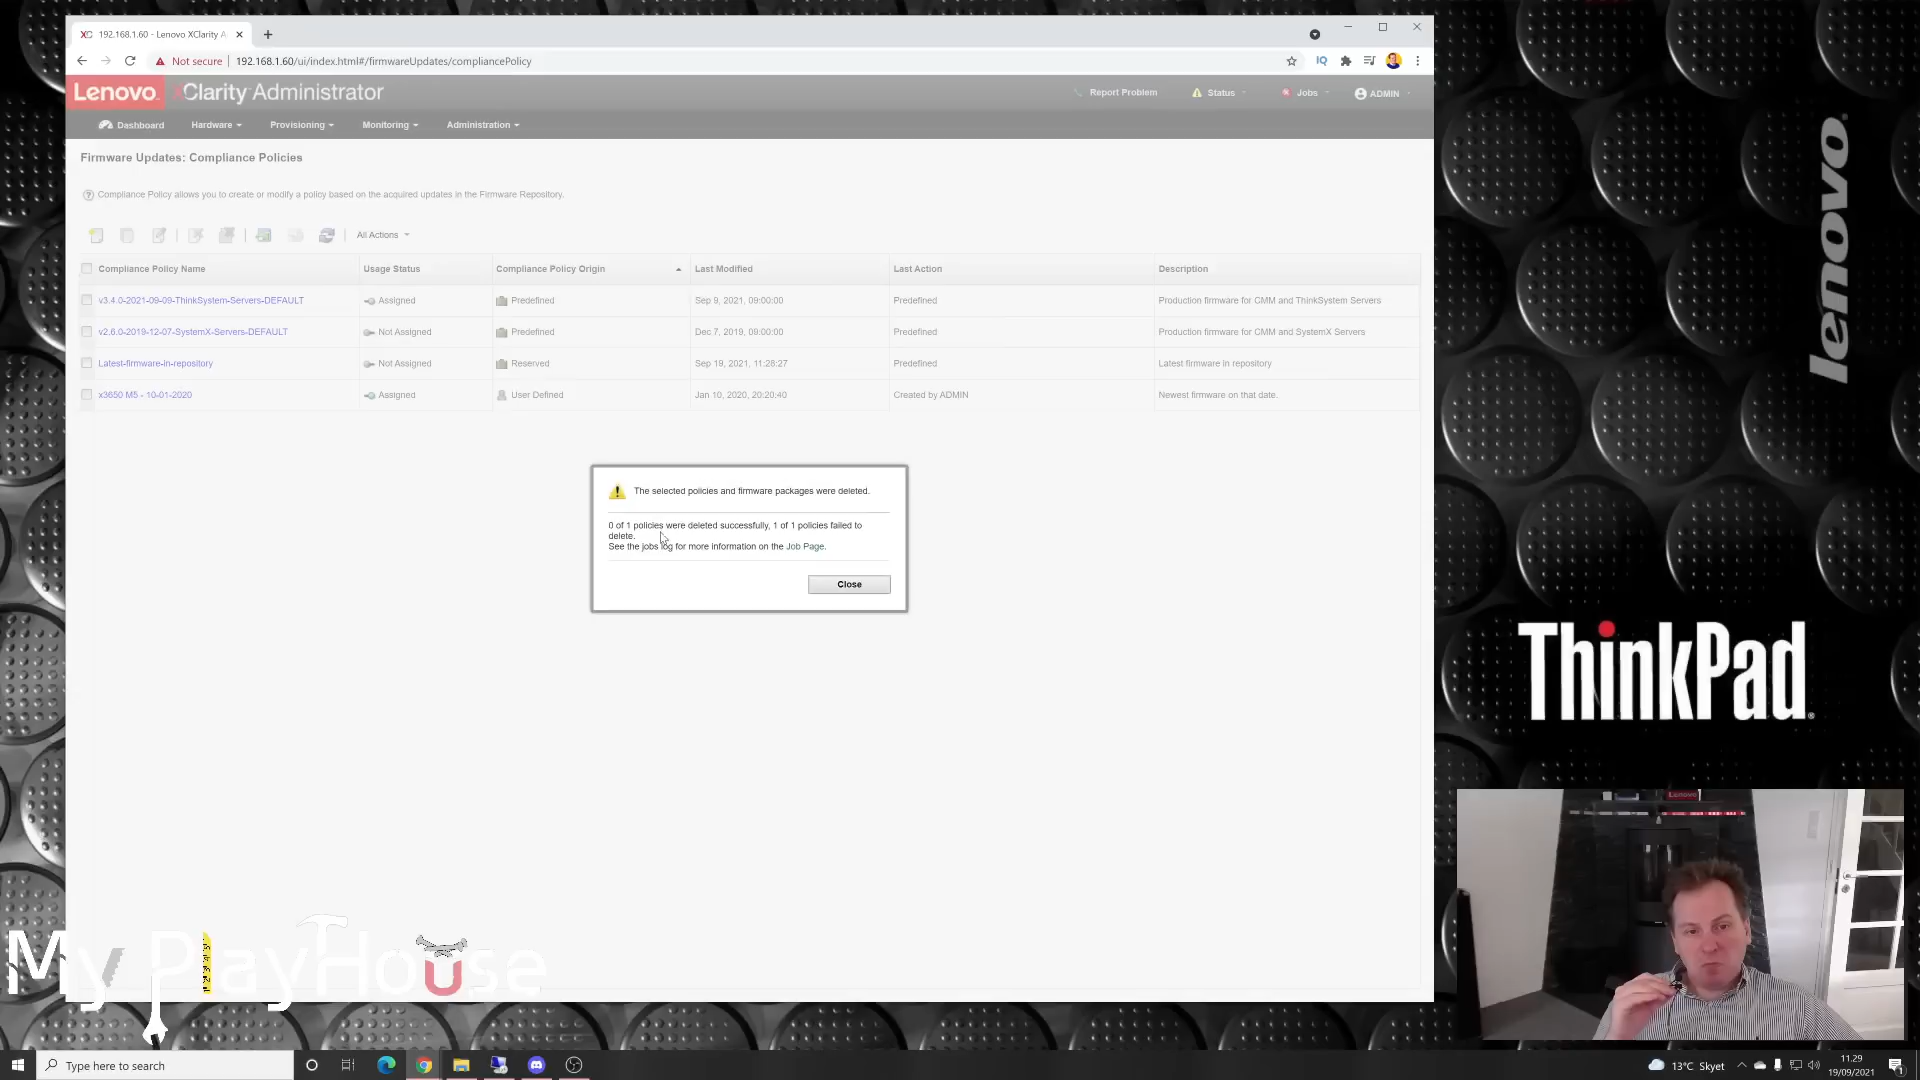 192.168.1.60 - Lenovo XClarity A
Not secure
192.168.1.60/ui/index.html#/firmwareUpdates/compliancePolicy
IQ
Lenovo. XClarity Administrator
Report Problem
Status
Jobs
ADMIN
Dashboard
Hardware
Provisioning
Monitoring
Administration
Firmware Updates: Compliance Policies
Compliance Policy allows you to create or modify a policy based on the acquired updates in the Firmware Repository.
All Actions
Compliance Policy Name Usage Status Compliance Policy Origin Last Modified Last Action Description
v3.4.0-2021-09-09-ThinkSystem-Servers-DEFAULT Assigned Predefined Sep 9, 2021, 09:00:00 Predefined Production firmware for CMM and ThinkSystem Servers
v2.6.0-2019-12-07-SystemX-Servers-DEFAULT Not Assigned Predefined Dec 7, 2019, 08:00:00 Predefined Production firmware for CMM and SystemX Servers
Latest-firmware-in-repository Not Assigned Reserved Sep 19, 2021, 11:28:27 Predefined Latest firmware in repository
x3650 M5 - 10-01-2020 Assigned User Defined Jan 10, 2020, 20:20:40 Created by ADMIN Newest firmware on that date.
The selected policies and firmware packages were deleted.
0 of 1 policies were deleted successfully, 1 of 1 policies failed to
delete.
See the jobs log for more information on the Job Page.
Close
lenovo
ThinkPad
My PlayHouse
Type here to search
13°C Skyet
11.29
19/09/2021